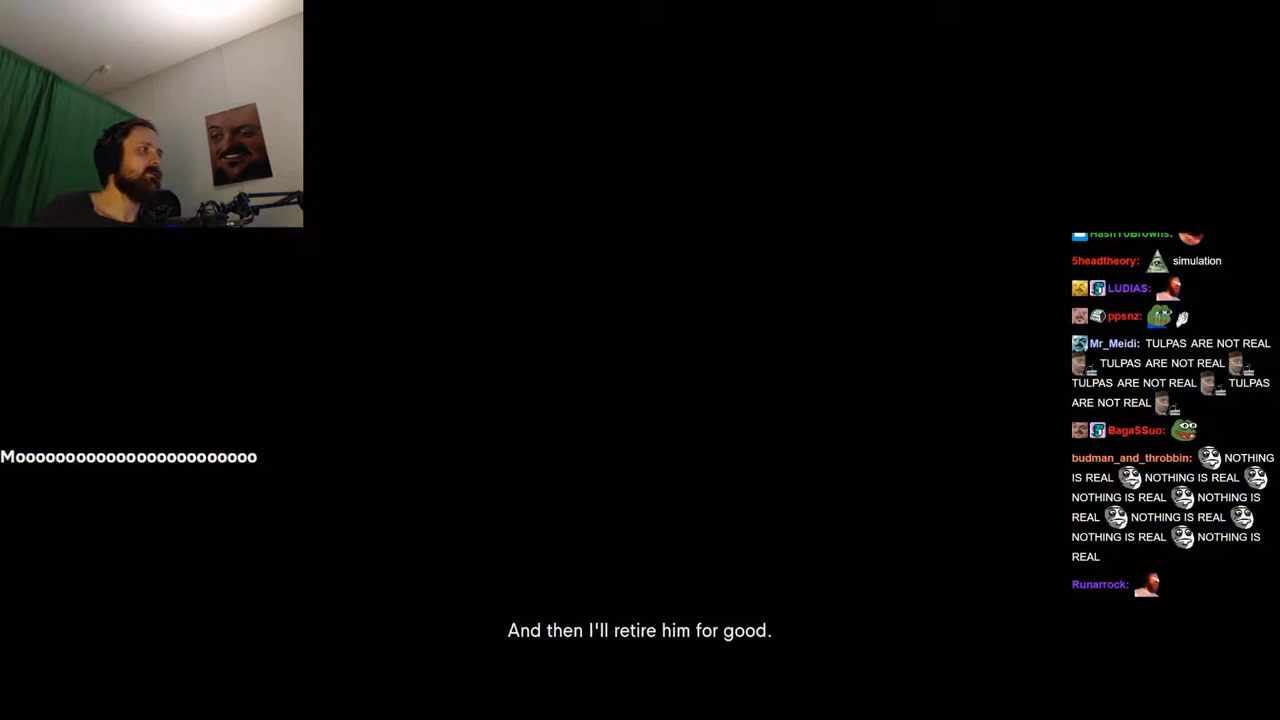 HashToBrowns:
5headtheory: simulation
LUDIAS:
ppsnz:
Mr_Meidi: TULPAS ARE NOT REAL
TULPAS ARE NOT REAL
TULPAS ARE NOT REAL TULPAS
ARE NOT REAL
BagaSSuo:
budman_and_throbbin: NOTHING
IS REAL NOTHING IS REAL
NOTHING IS REAL NOTHING IS
REAL NOTHING IS REAL
NOTHING IS REAL NOTHING IS
REAL
Runarrock:
Moooooooooooooooooooooooo
And then I'll retire him for good.